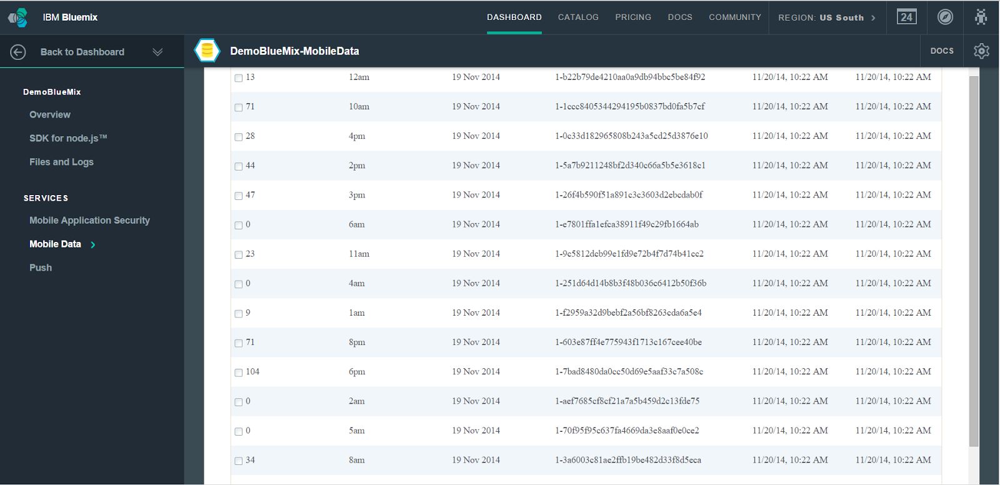 IBM Bluemix DASHBOARD CATALOG PRICING DOCS COMMUNITY REGION: US South > 24
Back to Dashboard DemoBlueMix-MobileData DOCS
DemoBlueMix
Overview
SDK for node.js™
Files and Logs
SERVICES
Mobile Application Security
Mobile Data >
Push
13 12am 19 Nov 2014 1-b22b79de4210aa0a9db94bbc5be84f92 11/20/14, 10:22 AM 11/20/14, 10:22 AM
71 10am 19 Nov 2014 1-1ccc8405344294195b0837bd0fa5b7cf 11/20/14, 10:22 AM 11/20/14, 10:22 AM
28 4pm 19 Nov 2014 1-0c33d182965808b243a5cd25d3876e10 11/20/14, 10:22 AM 11/20/14, 10:22 AM
44 2pm 19 Nov 2014 1-5a7b9211248bf2d340c66a5b5e3618c1 11/20/14, 10:22 AM 11/20/14, 10:22 AM
47 3pm 19 Nov 2014 1-26f4b590f51a891c3c3603d2ebcdab0f 11/20/14, 10:22 AM 11/20/14, 10:22 AM
0 6am 19 Nov 2014 1-e7801ffa1efca38911f49c29fb1664ab 11/20/14, 10:22 AM 11/20/14, 10:22 AM
23 11am 19 Nov 2014 1-9c5812dcb99e1fd9e72b4f7d74b41cc2 11/20/14, 10:22 AM 11/20/14, 10:22 AM
0 4am 19 Nov 2014 1-251d64d14b8b3f48b036c6412b50f36b 11/20/14, 10:22 AM 11/20/14, 10:22 AM
9 1am 19 Nov 2014 1-f2959a32d9bebf2a56bf8263cda6a5e4 11/20/14, 10:22 AM 11/20/14, 10:22 AM
71 8pm 19 Nov 2014 1-603e87ff4e775943f1713c167cee40be 11/20/14, 10:22 AM 11/20/14, 10:22 AM
104 6pm 19 Nov 2014 1-7bad8480da0cc50d69e5aaf33c7a508c 11/20/14, 10:22 AM 11/20/14, 10:22 AM
0 2am 19 Nov 2014 1-aef7685cf8cf21a7a5b459d2c13fde75 11/20/14, 10:22 AM 11/20/14, 10:22 AM
0 5am 19 Nov 2014 1-70f95f95c637fa4669da3e8aaf0e0ce2 11/20/14, 10:22 AM 11/20/14, 10:22 AM
34 8am 19 Nov 2014 1-3a6003c81ae2ffb19be482d33f8d5eca 11/20/14, 10:22 AM 11/20/14, 10:22 AM